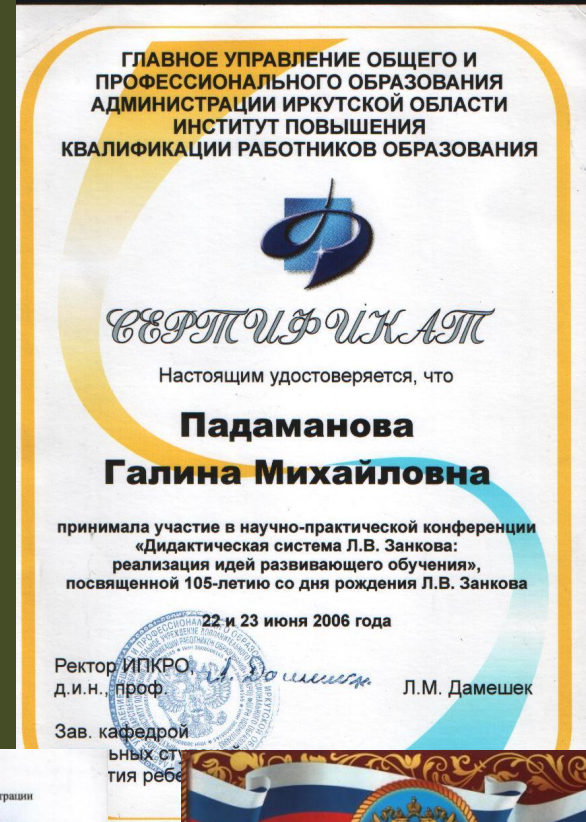 ГЛАВНОЕ УПРАВЛЕНИЕ ОБЩЕГО И
ПРОФЕССИОНАЛЬНОГО ОБРАЗОВАНИЯ
АДМИНИСТРАЦИИ ИРКУТСКОЙ ОБЛАСТИ
ИНСТИТУТ ПОВЫШЕНИЯ
КВАЛИФИКАЦИИ РАБОТНИКОВ ОБРАЗОВАНИЯ
СЕРТИФИКАТ
Настоящим удостоверяется, что
Падаманова
Галина Михайловна
принимала участие в научно-практической конференции
«Дидактическая система Л.В. Занкова:
реализация идей развивающего обучения»,
посвященной 105-летию со дня рождения Л.В. Занкова
22 и 23 июня 2006 года
Ректор ИПКРО,
д.и.н., проф. Л.М. Дамешек
Зав. кафедрой